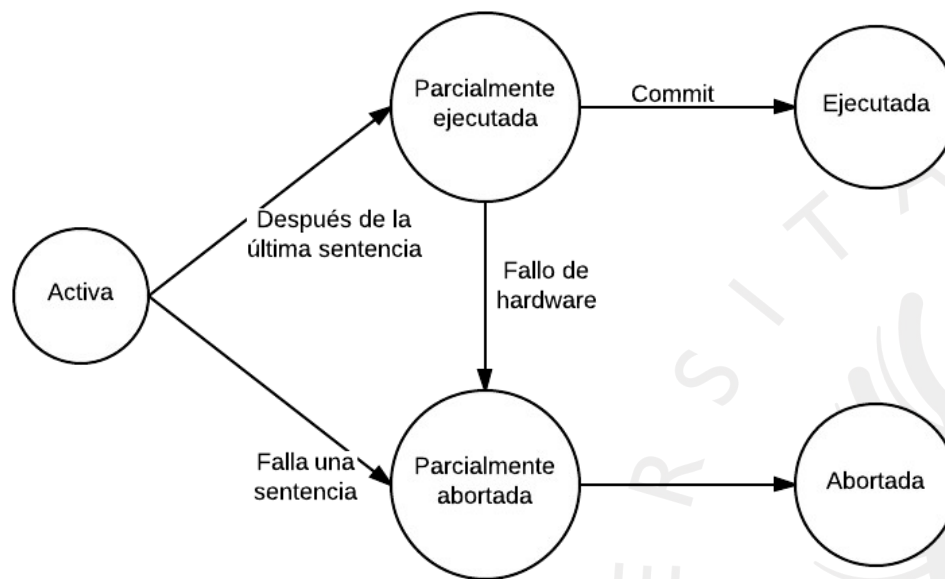 Parcialmente
ejecutada
Commit
Ejecutada
Después de la
última sentencia
Activa
Fallo de
hardware
Falla una
sentencia
Parcialmente
abortada
Abortada
E R S I T A